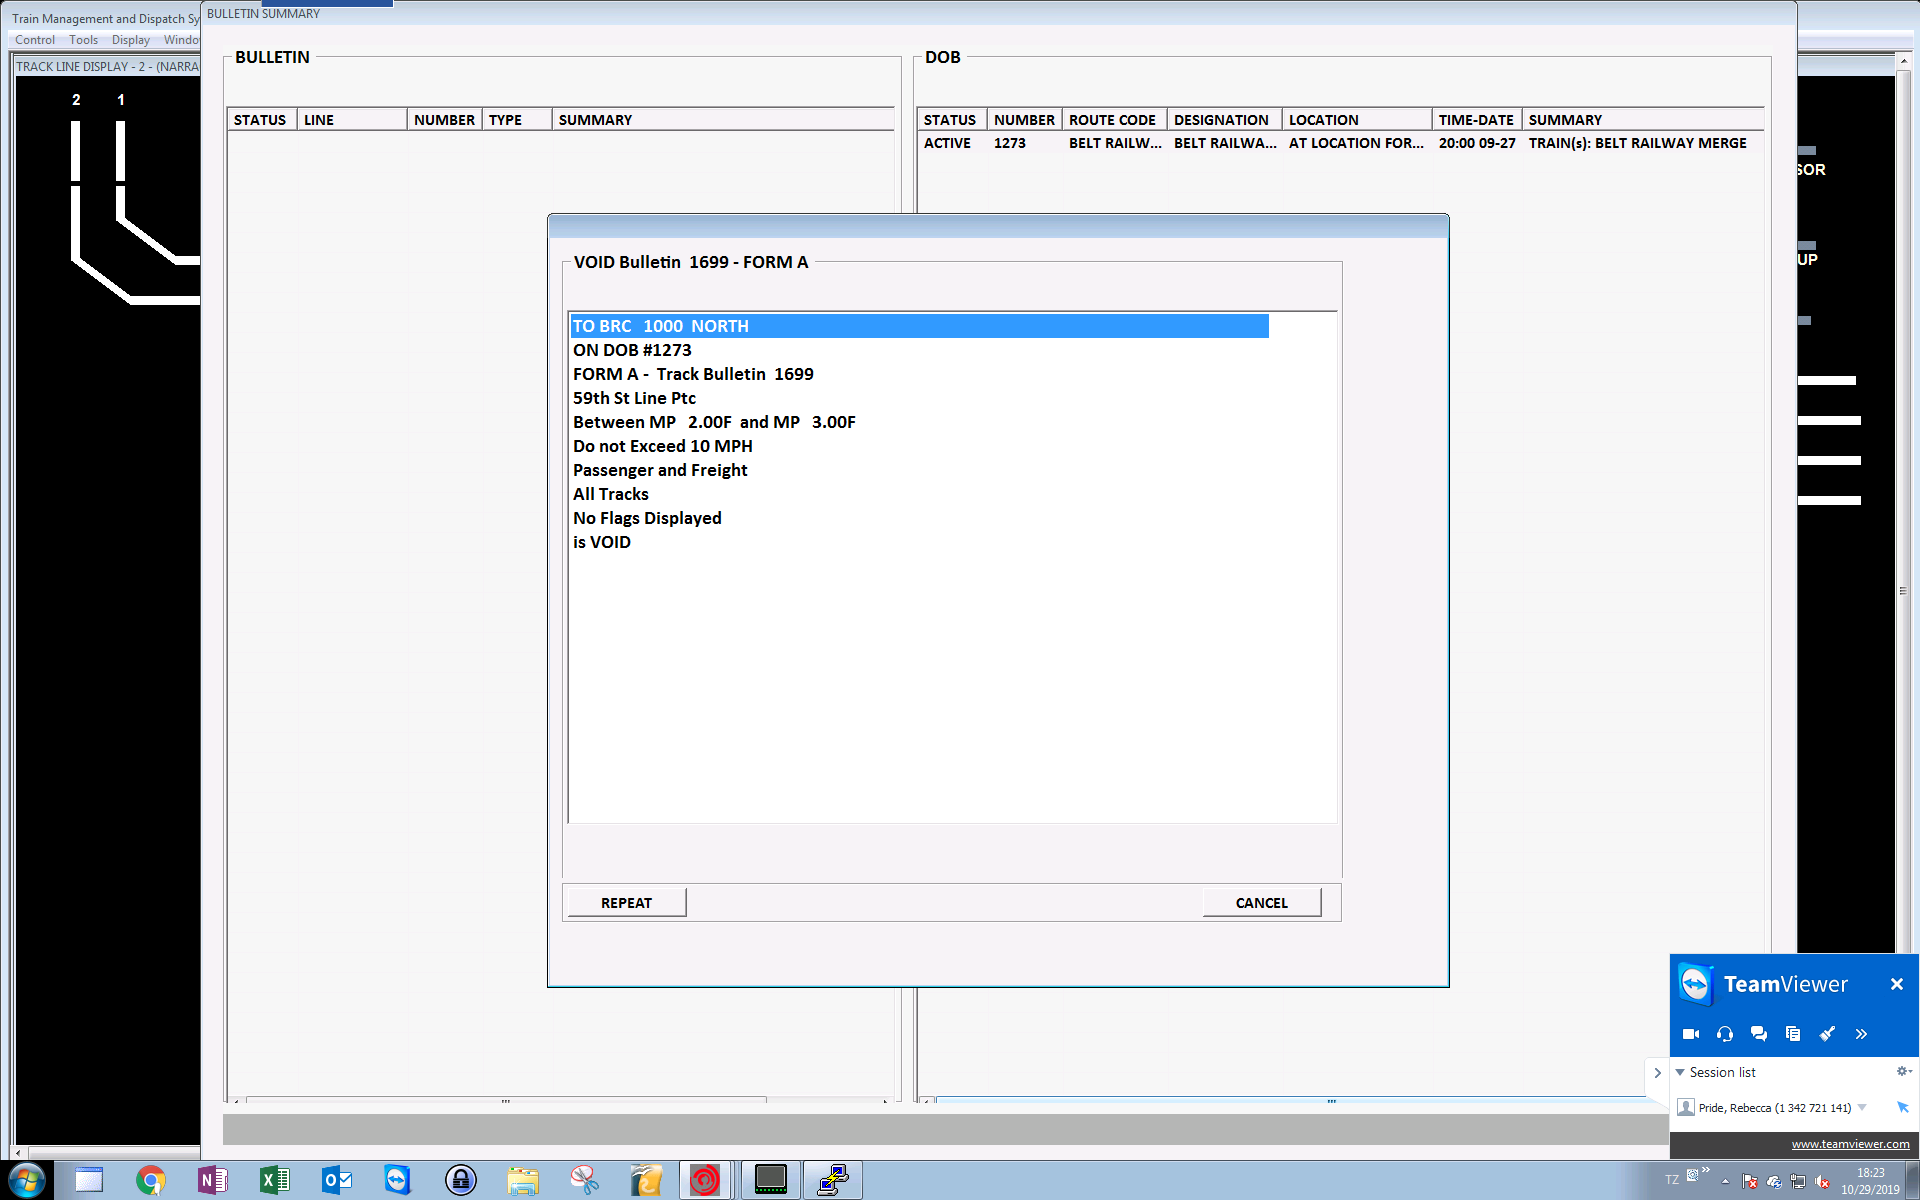 Train Management and Dispatch Sy
BULLETIN SUMMARY
Control Tools Display Windo
TRACK LINE DISPLAY - 2 - (NARRA
2 1
BULLETIN
STATUS LINE NUMBER TYPE SUMMARY
DOB
STATUS NUMBER ROUTE CODE DESIGNATION LOCATION TIME-DATE SUMMARY
ACTIVE 1273 BELT RAILW... BELT RAILWA... AT LOCATION FOR... 20:00 09-27 TRAIN(s): BELT RAILWAY MERGE
SOR
UP
VOID Bulletin 1699 - FORM A
TO BRC 1000 NORTH
ON DOB #1273
FORM A - Track Bulletin 1699
59th St Line Ptc
Between MP 2.00F and MP 3.00F
Do not Exceed 10 MPH
Passenger and Freight
All Tracks
No Flags Displayed
is VOID
REPEAT CANCEL
TeamViewer
Session list
Pride, Rebecca (1 342 721 141)
www.teamviewer.com
TZ
18:23
10/29/2019